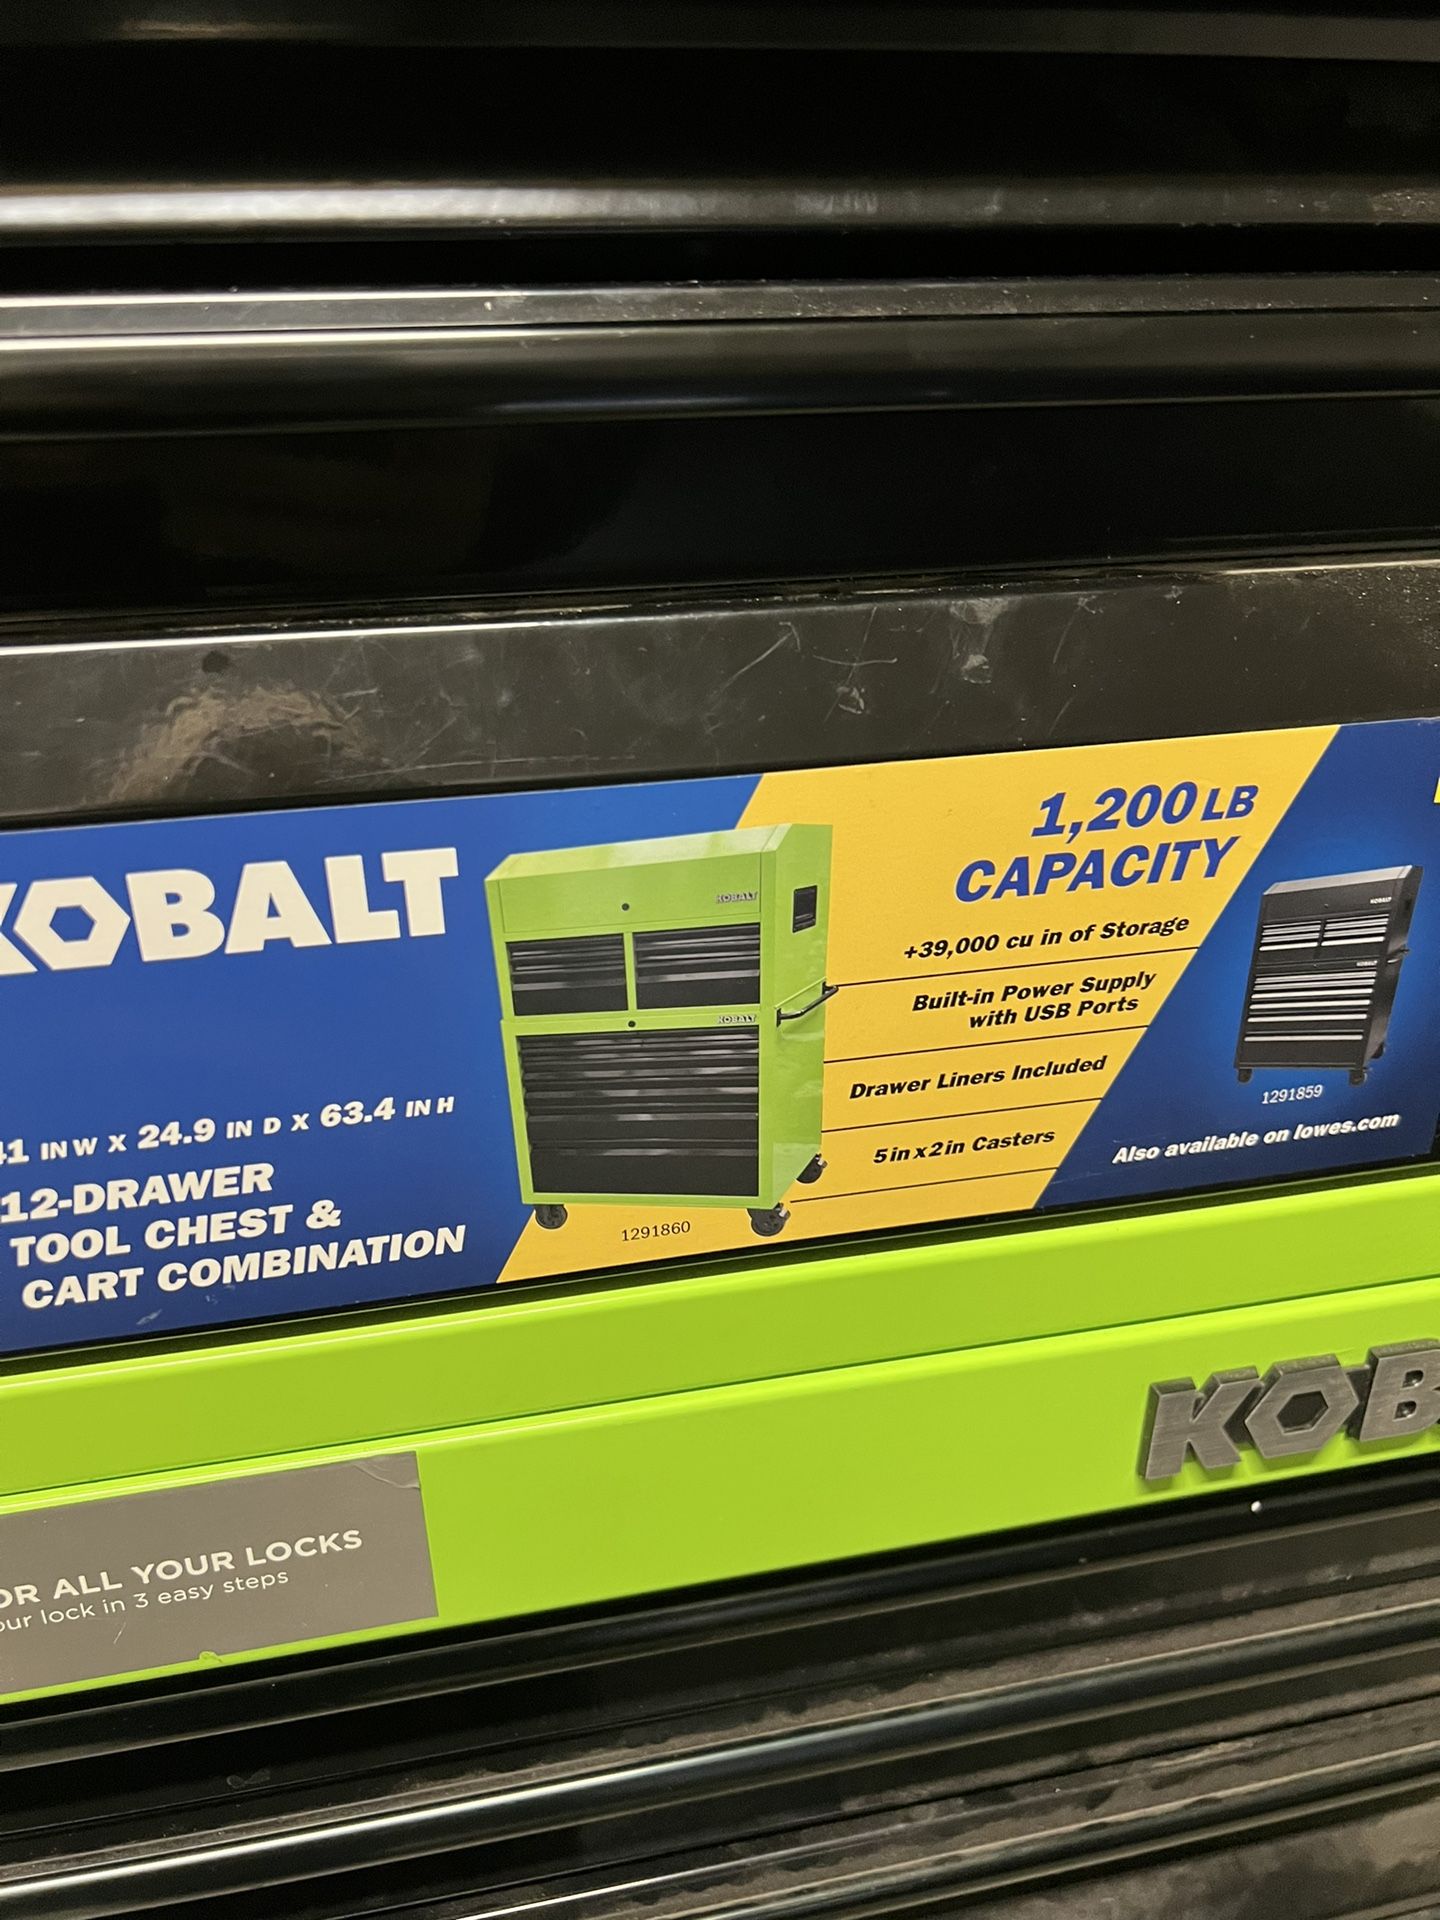 KOBALT
41 IN W X 24.9 IN D X 63.4 IN H
12-DRAWER
TOOL CHEST &
CART COMBINATION
KOBALT
KOBALT
1291860
1,200 LB
CAPACITY
+39,000 cu in of Storage
Built-in Power Supply
with USB Ports
Drawer Liners Included
5 in x 2 in Casters
KOBALT
KOBALT
1291859
Also available on lowes.com
KOB
OR ALL YOUR LOCKS
our lock in 3 easy steps